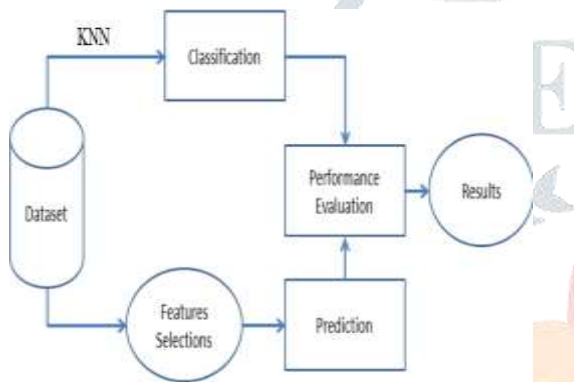 KNN
Classification
Dataset
Performance
Evaluation
Results
Features
Selections
Prediction
E